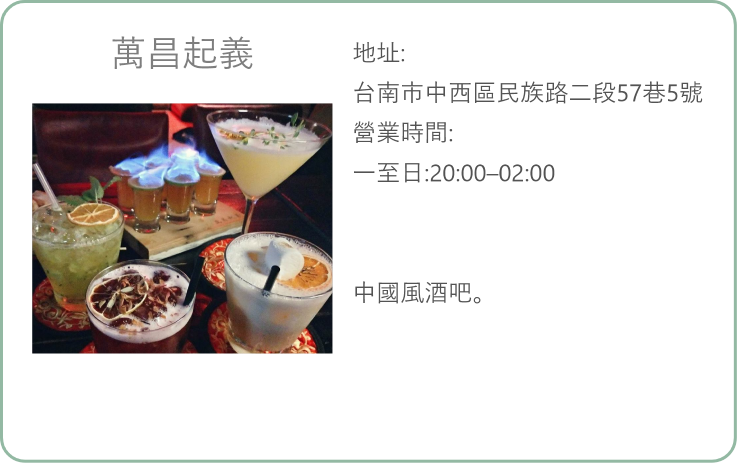 萬昌起義
地址:
台南市中西區民族路二段57巷5號
營業時間:
一至日:20:00–02:00
中國風酒吧。